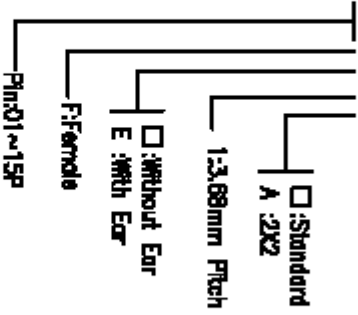 □:Standard
A :2X2
1:3.68mm Pitch
□:Without Ear
E :With Ear
F:Female
Pin:01~15P